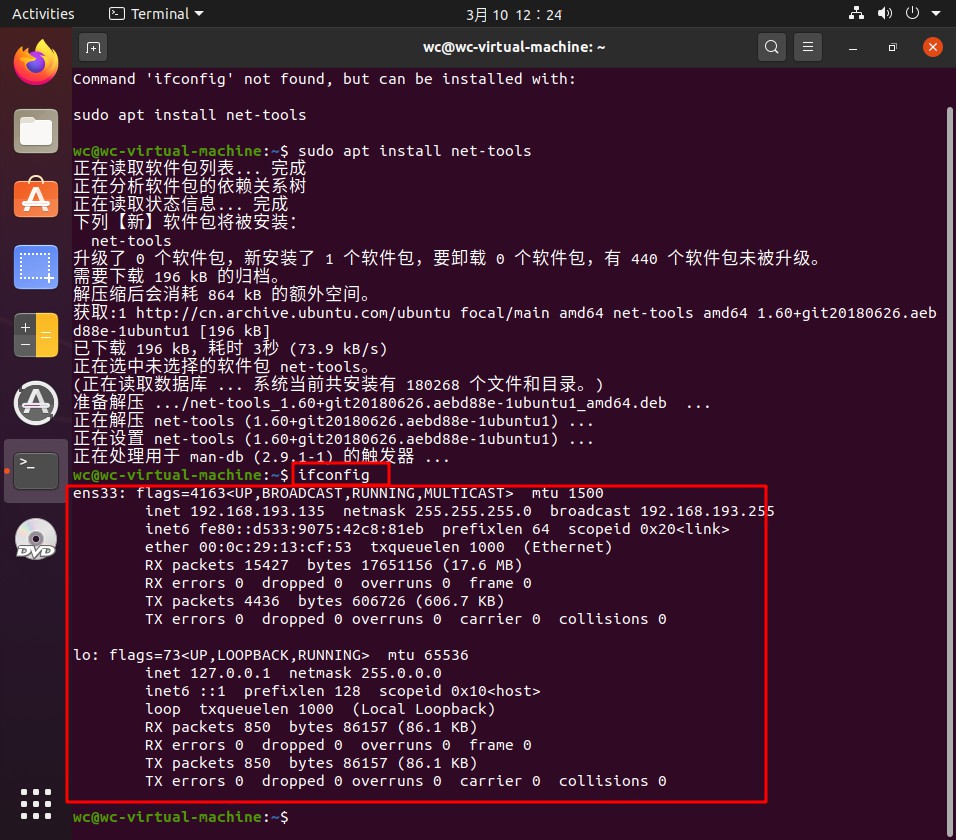 Activities
Terminal
3月 10 12：24
wc@wc-virtual-machine: ~
Command 'ifconfig' not found, but can be installed with:
sudo apt install net-tools
wc@wc-virtual-machine:~$ sudo apt install net-tools
正在读取软件包列表... 完成
正在分析软件包的依赖关系树
正在读取状态信息... 完成
下列【新】软件包将被安装：
net-tools
升级了 0 个软件包，新安装了 1 个软件包，要卸载 0 个软件包，有 440 个软件包未被升级。
需要下载 196 kB 的归档。
解压缩后会消耗 864 kB 的额外空间。
获取:1 http://cn.archive.ubuntu.com/ubuntu focal/main amd64 net-tools amd64 1.60+git20180626.aeb
d88e-1ubuntu1 [196 kB]
已下载 196 kB，耗时 3秒 (73.9 kB/s)
正在选中未选择的软件包 net-tools。
(正在读取数据库 ... 系统当前共安装有 180268 个文件和目录。)
准备解压 .../net-tools_1.60+git20180626.aebd88e-1ubuntu1_amd64.deb  ...
正在解压 net-tools (1.60+git20180626.aebd88e-1ubuntu1) ...
正在设置 net-tools (1.60+git20180626.aebd88e-1ubuntu1) ...
正在处理用于 man-db (2.9.1-1) 的触发器 ...
wc@wc-virtual-machine:~$ ifconfig
ens33: flags=4163<UP,BROADCAST,RUNNING,MULTICAST>  mtu 1500
inet 192.168.193.135  netmask 255.255.255.0  broadcast 192.168.193.255
inet6 fe80::d533:9075:42c8:81eb  prefixlen 64  scopeid 0x20<link>
ether 00:0c:29:13:cf:53  txqueuelen 1000  (Ethernet)
RX packets 15427  bytes 17651156 (17.6 MB)
RX errors 0  dropped 0  overruns 0  frame 0
TX packets 4436  bytes 606726 (606.7 KB)
TX errors 0  dropped 0 overruns 0  carrier 0  collisions 0
lo: flags=73<UP,LOOPBACK,RUNNING>  mtu 65536
inet 127.0.0.1  netmask 255.0.0.0
inet6 ::1  prefixlen 128  scopeid 0x10<host>
loop  txqueuelen 1000  (Local Loopback)
RX packets 850  bytes 86157 (86.1 KB)
RX errors 0  dropped 0  overruns 0  frame 0
TX packets 850  bytes 86157 (86.1 KB)
TX errors 0  dropped 0 overruns 0  carrier 0  collisions 0
wc@wc-virtual-machine:~$
DVD